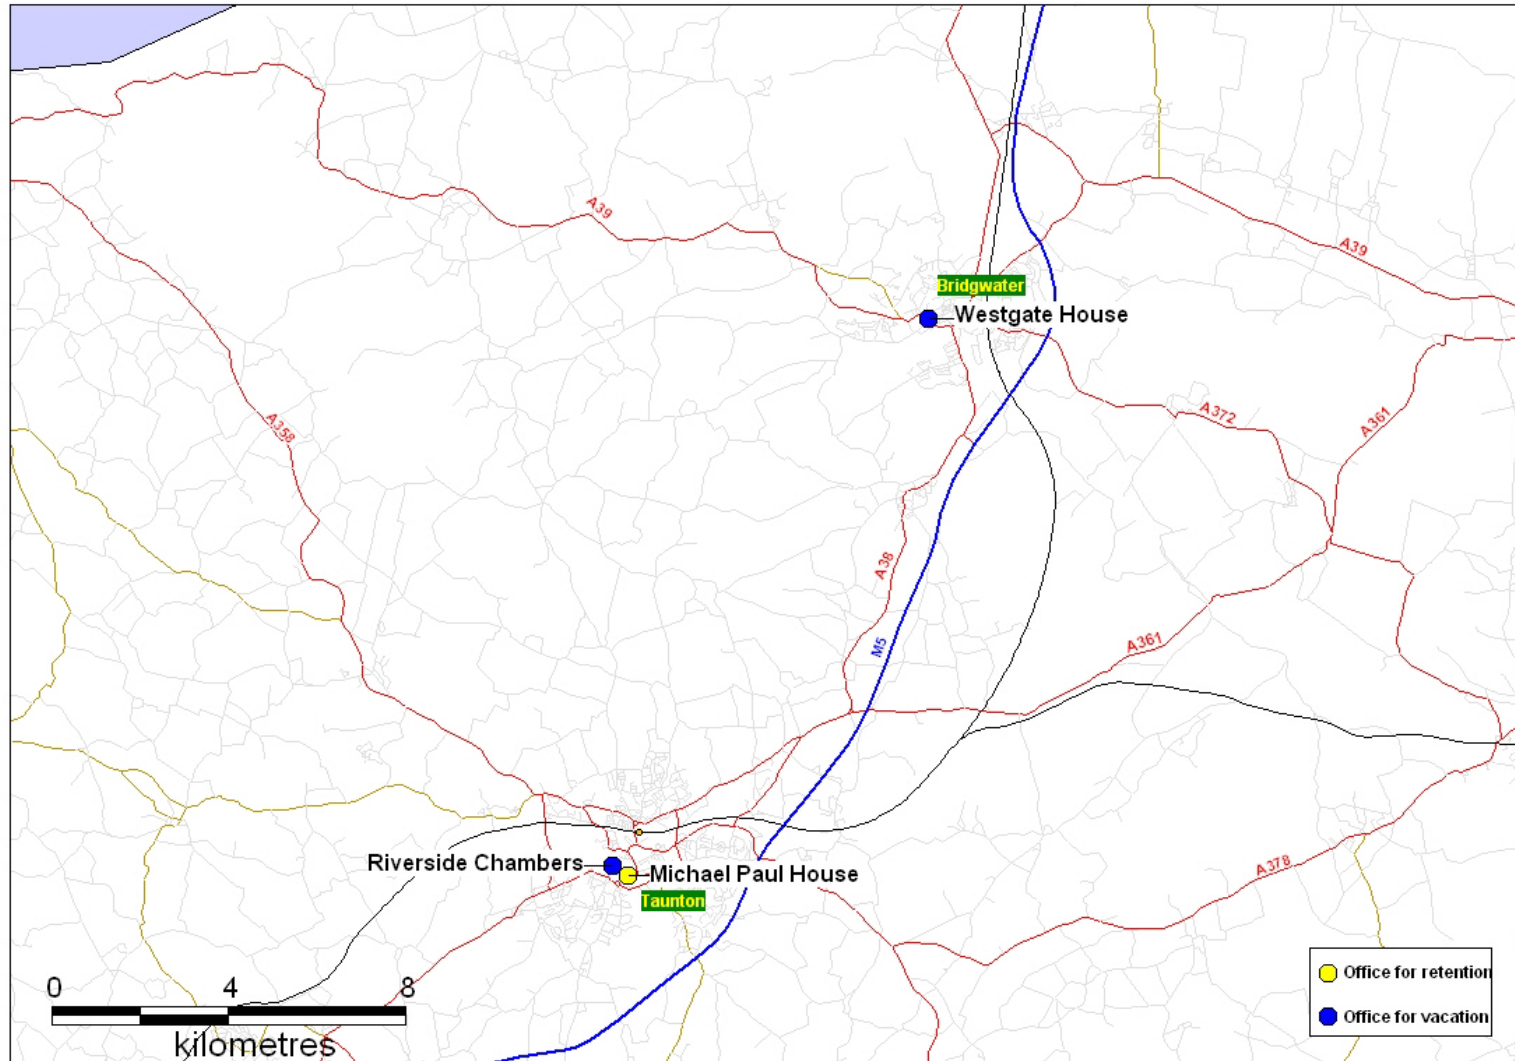 A39
Bridgwater
Westgate House
A39
A358
A372
A361
A38
M5
A361
Riverside Chambers
Michael Paul House
Taunton
A378
0 4 8
kilometres
Office for retention
Office for vacation